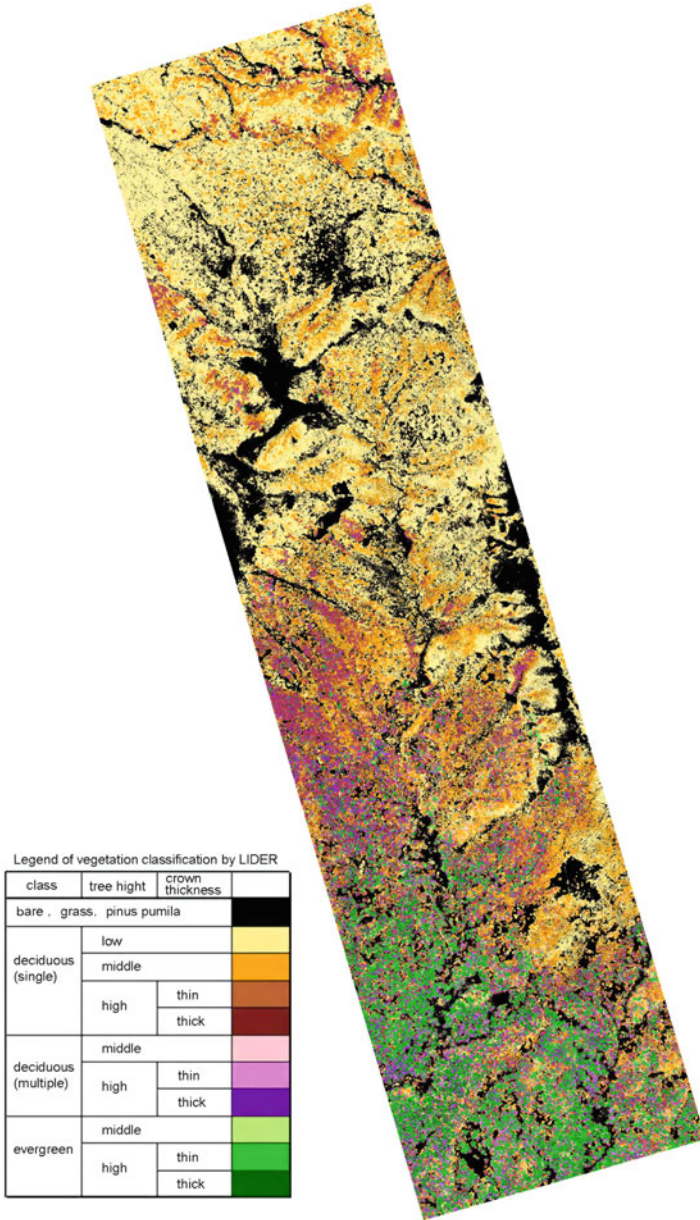 Legend of vegetation classification by LIDER
class tree hight crown thickness
bare 、 grass、 pinus pumila
deciduous (single) low
middle
high thin
thick
deciduous (multiple) middle
high thin
thick
evergreen middle
high thin
thick